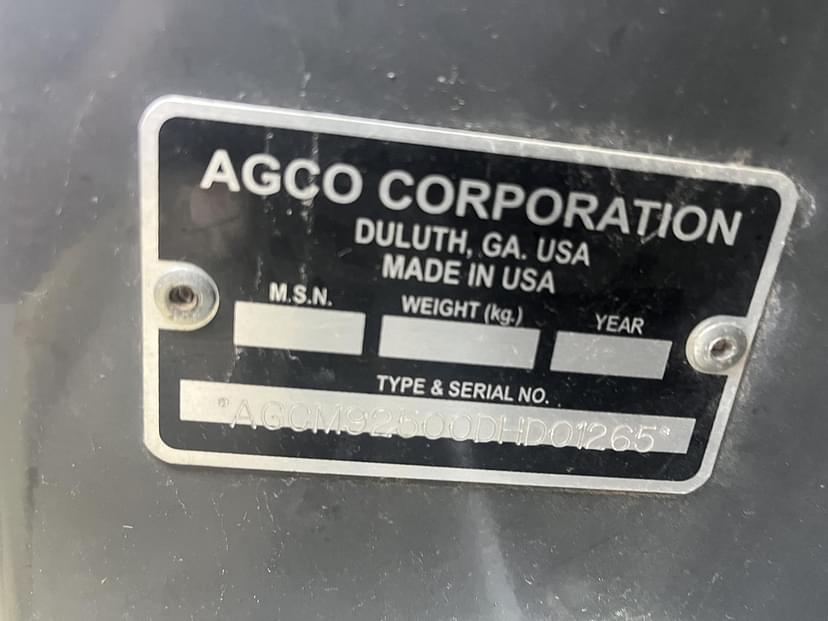 AGCO CORPORATION
DULUTH, GA. USA
MADE IN USA
M.S.N. WEIGHT (kg.) YEAR
TYPE & SERIAL NO.
*AGCM92500DHD01265*